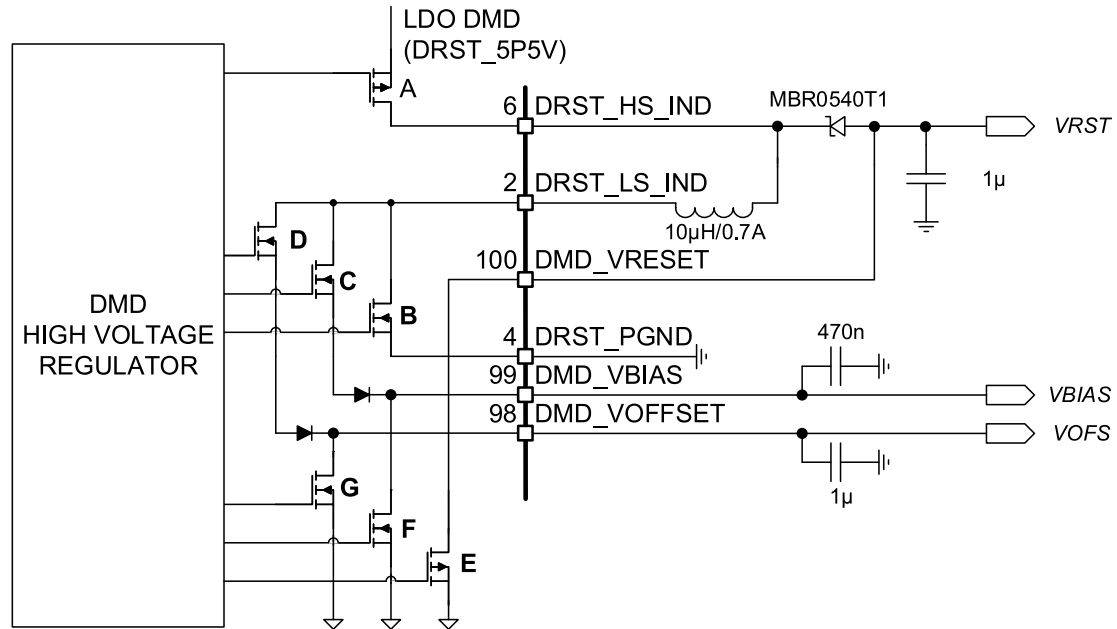 LDO DMD
(DRST_5P5V)
A
6 DRST_HS_IND
MBR0540T1
VRST
1µ
2 DRST_LS_IND
10µH/0.7A
D
C
B
100 DMD_VRESET
DMD
HIGH VOLTAGE
REGULATOR
4 DRST_PGND
470n
99 DMD_VBIAS
VBIAS
98 DMD_VOFFSET
VOFS
1µ
G
F
E